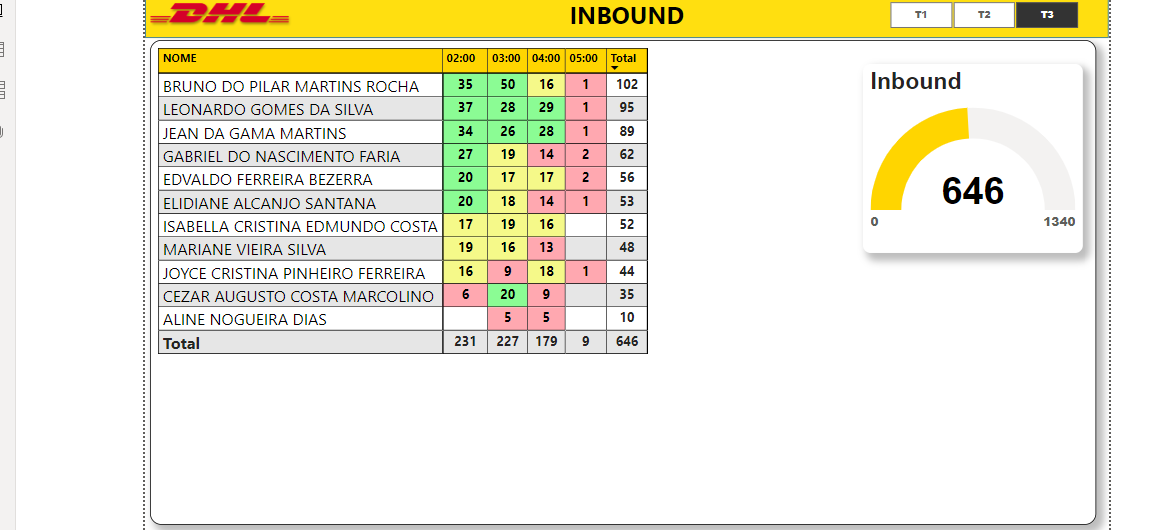 DHL INBOUND T1 T2 T3
NOME 02:00 03:00 04:00 05:00 Total
BRUNO DO PILAR MARTINS ROCHA 35 50 16 1 102
LEONARDO GOMES DA SILVA 37 28 29 1 95
JEAN DA GAMA MARTINS 34 26 28 1 89
GABRIEL DO NASCIMENTO FARIA 27 19 14 2 62
EDVALDO FERREIRA BEZERRA 20 17 17 2 56
ELIDIANE ALCANJO SANTANA 20 18 14 1 53
ISABELLA CRISTINA EDMUNDO COSTA 17 19 16 52
MARIANE VIEIRA SILVA 19 16 13 48
JOYCE CRISTINA PINHEIRO FERREIRA 16 9 18 1 44
CEZAR AUGUSTO COSTA MARCOLINO 6 20 9 35
ALINE NOGUEIRA DIAS 5 5 10
Total 231 227 179 9 646
Inbound
646
0 1340